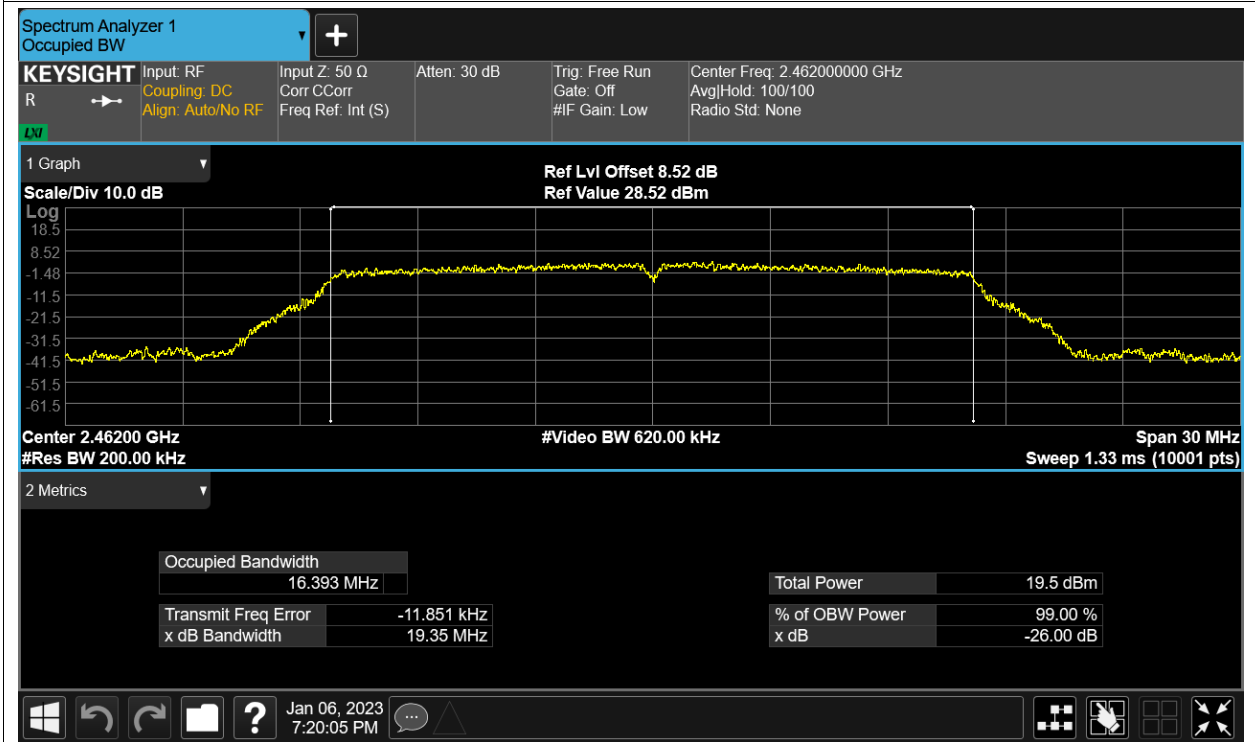 Spectrum Analyzer 1
Occupied BW
▼
+
KEYSIGHT
R
LXI
Input: RF
Coupling: DC
Align: Auto/No RF
Input Z: 50 Ω
Corr CCorr
Freq Ref: Int (S)
Atten: 30 dB
Trig: Free Run
Gate: Off
#IF Gain: Low
Center Freq: 2.462000000 GHz
Avg|Hold: 100/100
Radio Std: None
1 Graph ▼
Scale/Div 10.0 dB
Ref Lvl Offset 8.52 dB
Ref Value 28.52 dBm
Log
18.5
8.52
-1.48
-11.5
-21.5
-31.5
-41.5
-51.5
-61.5
Center 2.46200 GHz
#Res BW 200.00 kHz
#Video BW 620.00 kHz
Span 30 MHz
Sweep 1.33 ms (10001 pts)
2 Metrics ▼
Occupied Bandwidth
16.393 MHz
Transmit Freq Error -11.851 kHz
x dB Bandwidth 19.35 MHz
Total Power 19.5 dBm
% of OBW Power 99.00 %
x dB -26.00 dB
?
Jan 06, 2023
7:20:05 PM
...